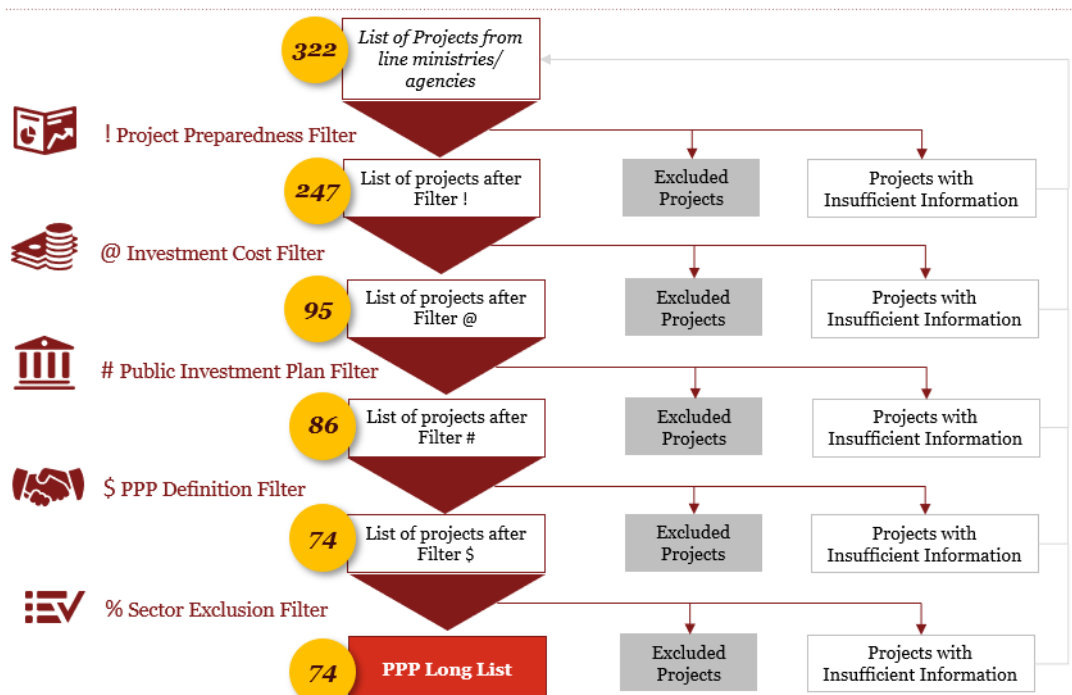 322
List of Projects from
line ministries/
agencies
! Project Preparedness Filter
247
List of projects after
Filter !
Excluded
Projects
Projects with
Insufficient Information
@ Investment Cost Filter
95
List of projects after
Filter @
Excluded
Projects
Projects with
Insufficient Information
# Public Investment Plan Filter
86
List of projects after
Filter #
Excluded
Projects
Projects with
Insufficient Information
$ PPP Definition Filter
74
List of projects after
Filter $
Excluded
Projects
Projects with
Insufficient Information
% Sector Exclusion Filter
74
PPP Long List
Excluded
Projects
Projects with
Insufficient Information